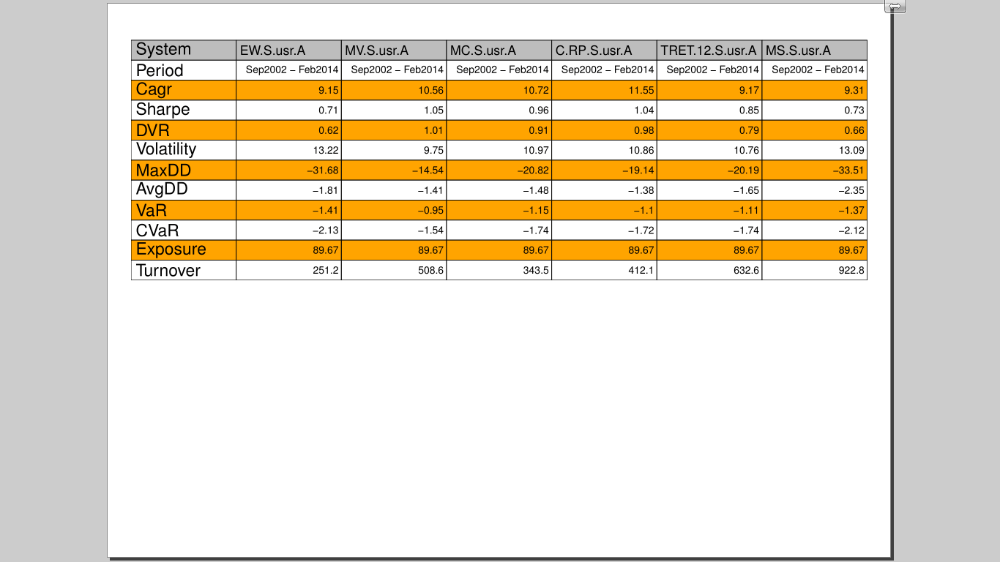 System EW.S.usr.A MV.S.usr.A MC.S.usr.A C.RP.S.usr.A TRET.12.S.usr.A MS.S.usr.A
Period Sep2002 − Feb2014 Sep2002 − Feb2014 Sep2002 − Feb2014 Sep2002 − Feb2014 Sep2002 − Feb2014 Sep2002 − Feb2014
Cagr 9.15 10.56 10.72 11.55 9.17 9.31
Sharpe 0.71 1.05 0.96 1.04 0.85 0.73
DVR 0.62 1.01 0.91 0.98 0.79 0.66
Volatility 13.22 9.75 10.97 10.86 10.76 13.09
MaxDD −31.68 −14.54 −20.82 −19.14 −20.19 −33.51
AvgDD −1.81 −1.41 −1.48 −1.38 −1.65 −2.35
VaR −1.41 −0.95 −1.15 −1.1 −1.11 −1.37
CVaR −2.13 −1.54 −1.74 −1.72 −1.74 −2.12
Exposure 89.67 89.67 89.67 89.67 89.67 89.67
Turnover 251.2 508.6 343.5 412.1 632.6 922.8